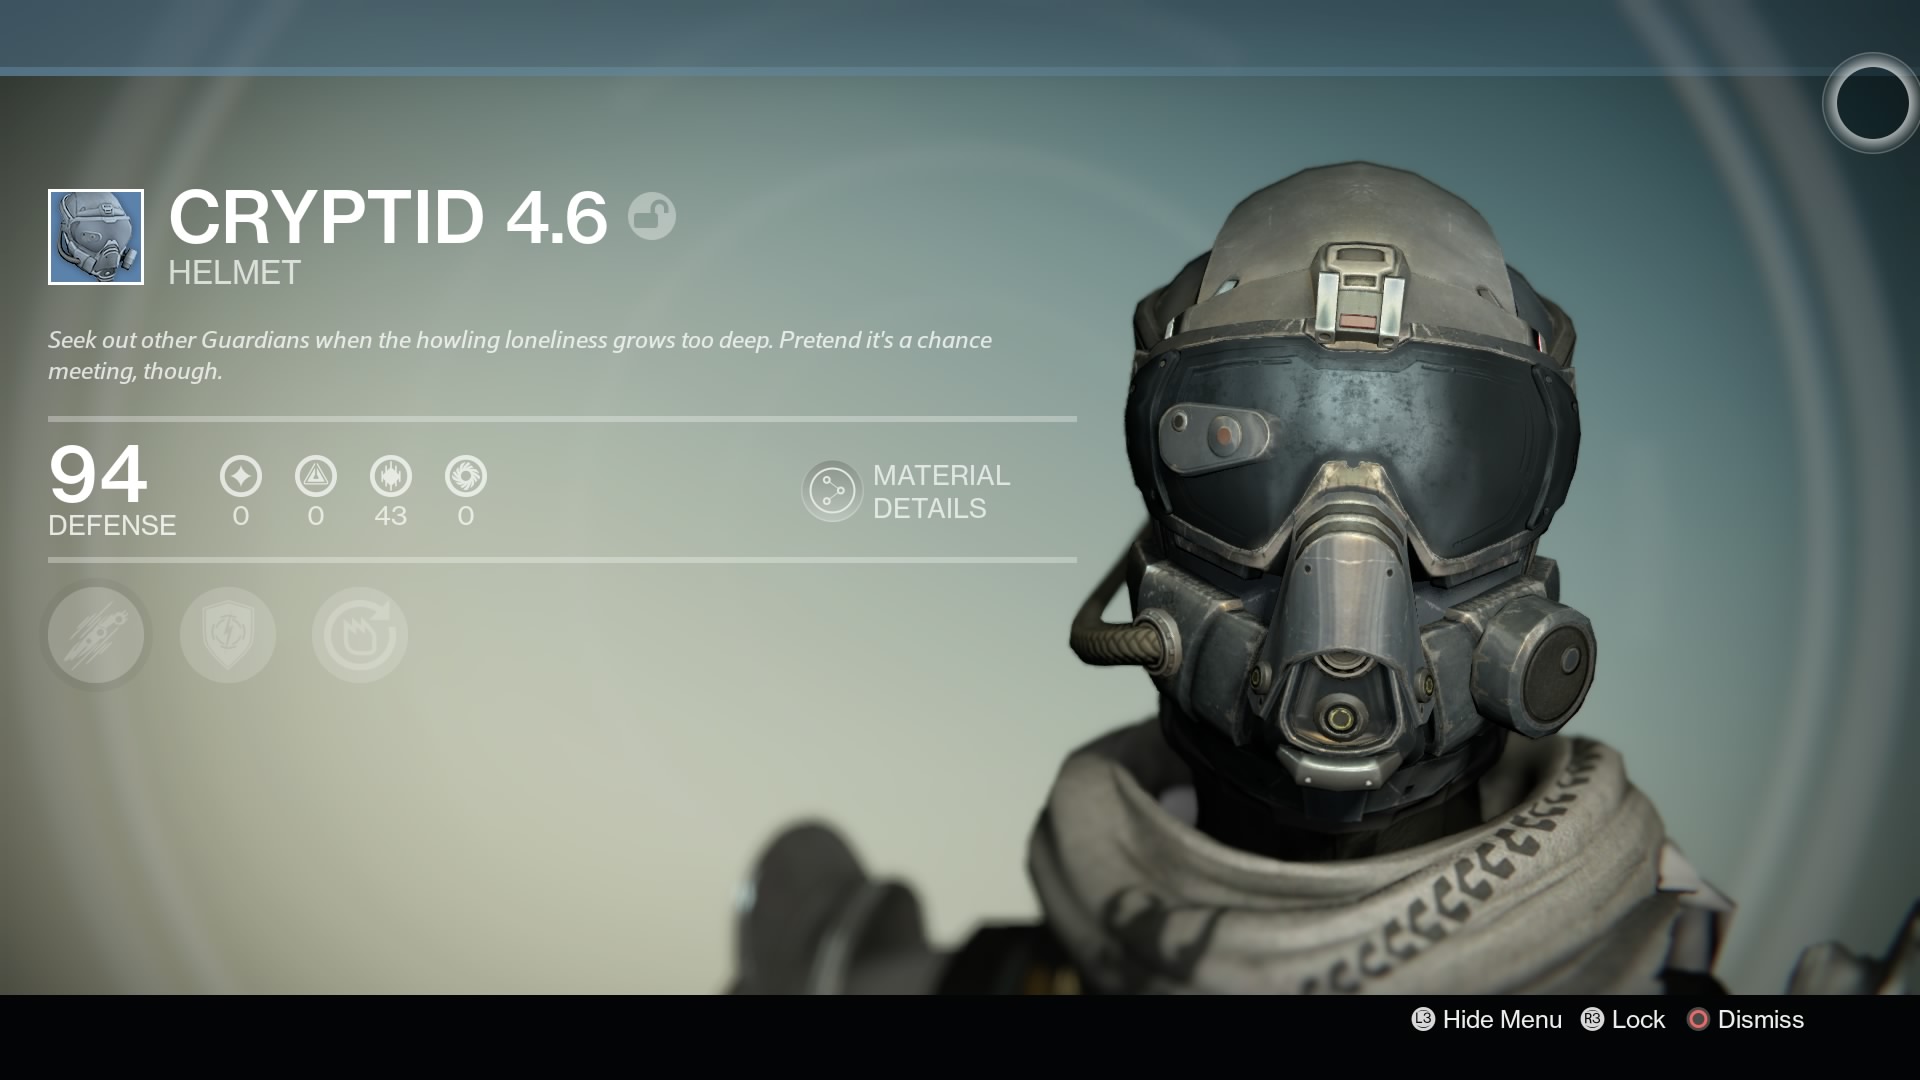 CRYPTID 4.6
HELMET
Seek out other Guardians when the howling loneliness grows too deep. Pretend it's a chance
meeting, though.
94
DEFENSE
0 0 43 0
MATERIAL
DETAILS
L3 Hide Menu R3 Lock Dismiss